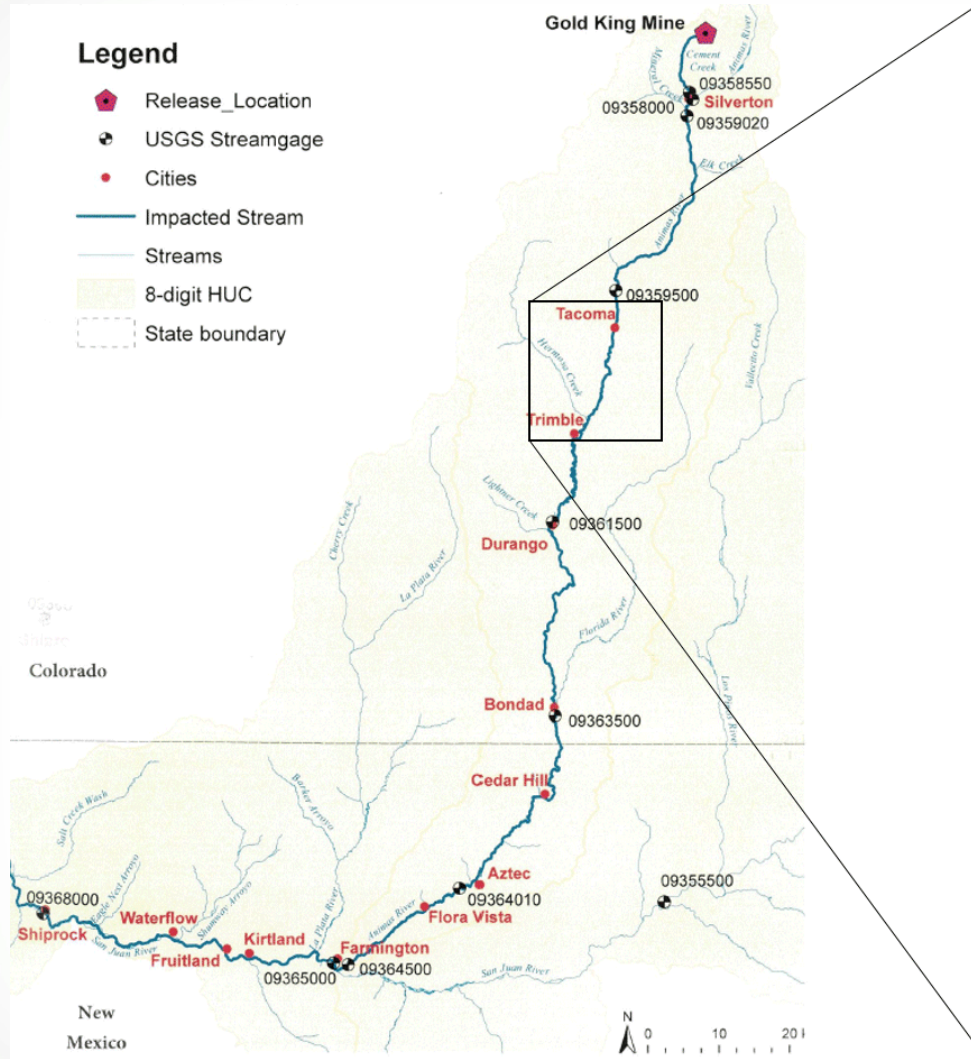 Gold King Mine
Legend
Release_Location
USGS Streamgage
Cities
Impacted Stream
Streams
8-digit HUC
State boundary
Cement
Creek
Animas River
Mineral Creek
09358550
Silverton
09358000
09359020
Elk Creek
Animas River
09359500
Tacoma
Hermosa Creek
Vallecito Creek
Trimble
Lightner Creek
09361500
Durango
Cherry Creek
La Plata River
Florida River
Colorado
Los Pinos River
Bondad
09363500
Cedar Hill
Barker Arroyo
Salt Creek Wash
Aztec
09355500
09364010
09368000
Eagle Nest Arroyo
Shumway Arroyo
La Plata River
Animas River
Flora Vista
Waterflow
Shiprock
San Juan River
Kirtland
Farmington
Fruitland
09365000
09364500
San Juan River
New
Mexico
N
0 10 20